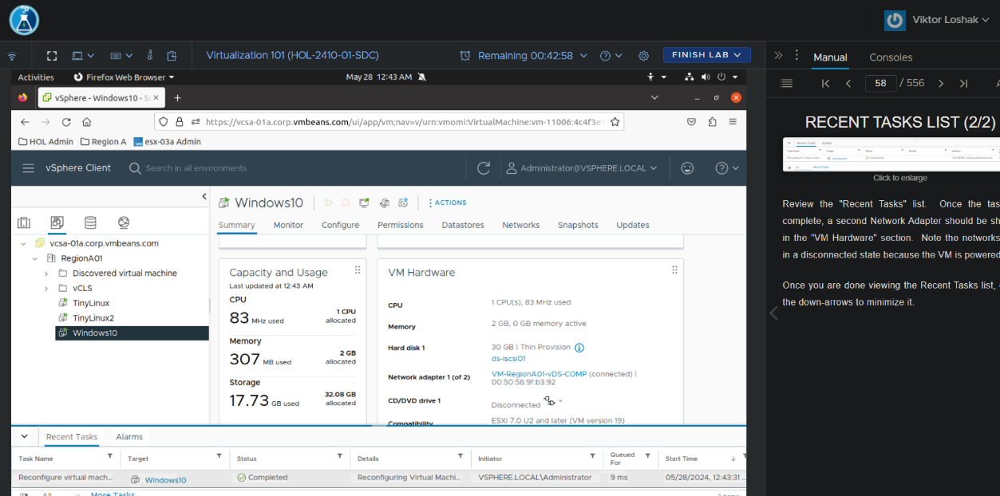 Viktor Loshak
Virtualization 101 (HOL-2410-01-SDC)
Remaining 00:42:58
FINISH LAB
Manual
Consoles
58 / 556
Activities
Firefox Web Browser
May 28 12:43 AM
vSphere - Windows10 - S
https://vcsa-01a.corp.vmbeans.com/ui/app/vm;nav=v/urn:vmomi:VirtualMachine:vm-11006:4c4f3e1
HOL Admin
Region A
esx-03a Admin
vSphere Client
Search in all environments
Administrator@VSPHERE.LOCAL
Windows10
ACTIONS
Summary
Monitor
Configure
Permissions
Datastores
Networks
Snapshots
Updates
vcsa-01a.corp.vmbeans.com
RegionA01
Discovered virtual machine
vCLS
TinyLinux
TinyLinux2
Windows10
Capacity and Usage
Last updated at 12:43 AM
CPU
83 MHz used
1 CPU
allocated
Memory
307 MB used
2 GB
allocated
Storage
17.73 GB used
32.08 GB
allocated
VM Hardware
CPU
1 CPU(s), 83 MHz used
Memory
2 GB, 0 GB memory active
Hard disk 1
30 GB | Thin Provision
ds-iscsi01
Network adapter 1 (of 2)
VM-RegionA01-vDS-COMP (connected) |
00:50:56:9f:b3:92
CD/DVD drive 1
Disconnected
Compatibility
ESXi 7.0 U2 and later (VM version 19)
Recent Tasks
Alarms
Task Name
Target
Status
Details
Initiator
Queued
For
Start Time
Reconfigure virtual mach...
Windows10
Completed
Reconfiguring Virtual Machi...
VSPHERE.LOCAL\Administrator
9 ms
05/28/2024, 12:43:31 ...
All
More Tasks
RECENT TASKS LIST (2/2)
Click to enlarge
Review the "Recent Tasks" list. Once the tas
complete, a second Network Adapter should be sh
in the "VM Hardware" section. Note the networks
in a disconnected state because the VM is powered
Once you are done viewing the Recent Tasks list,
the down-arrows to minimize it.